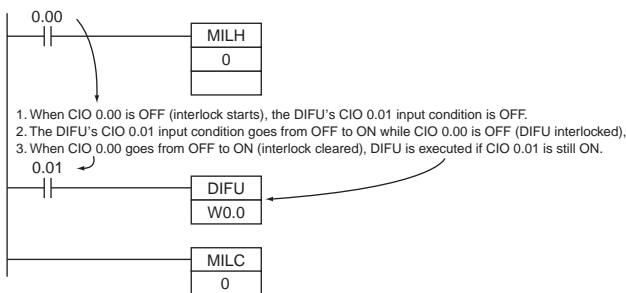 0.00
MILH
0
1. When CIO 0.00 is OFF (interlock starts), the DIFU's CIO 0.01 input condition is OFF.
2. The DIFU's CIO 0.01 input condition goes from OFF to ON while CIO 0.00 is OFF (DIFU interlocked),
3. When CIO 0.00 goes from OFF to ON (interlock cleared), DIFU is executed if CIO 0.01 is still ON.
0.01
DIFU
W0.0
MILC
0